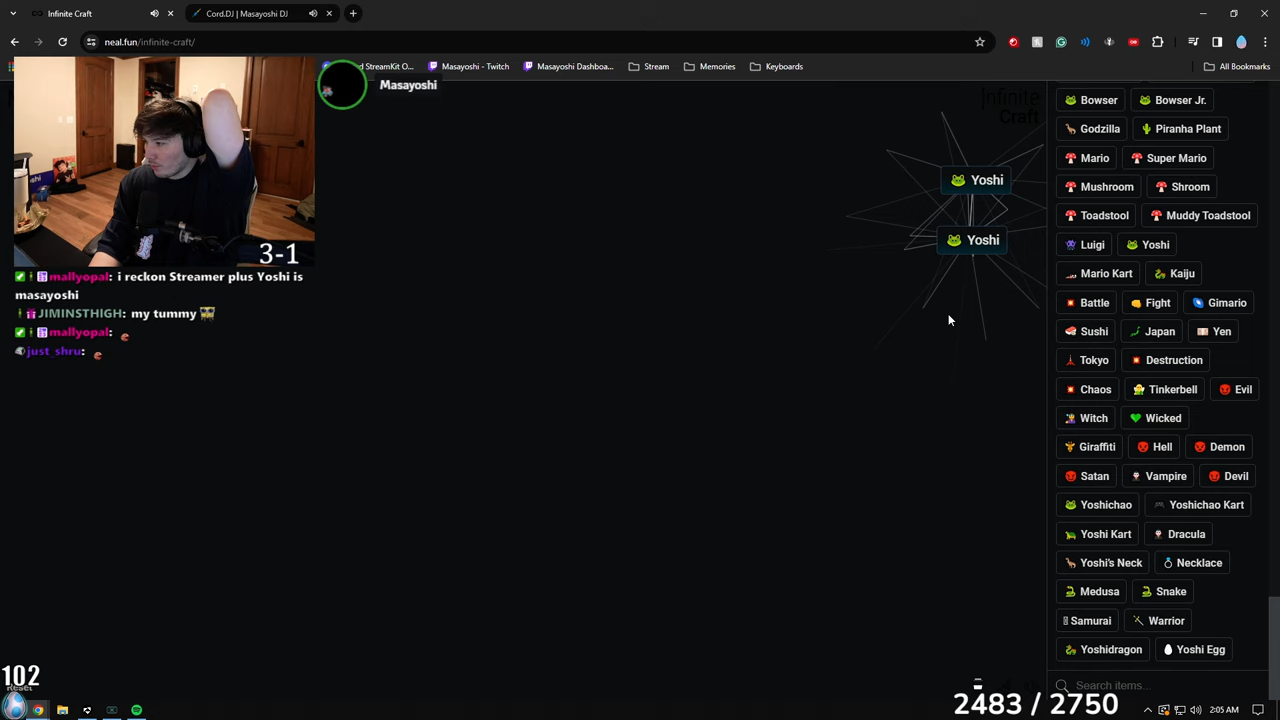 Infinite Craft
Cord.DJ | Masayoshi DJ
neal.fun/infinite-craft/
d StreamKit O...
Masayoshi - Twitch
Masayoshi Dashboa...
Stream
Memories
Keyboards
All Bookmarks
Masayoshi
3-1
mallyopal: i reckon Streamer plus Yoshi is
masayoshi
JIMINSTHIGH: my tummy
mallyopal:
just_shru:
Infinite
Craft
Yoshi
Yoshi
Bowser Bowser Jr.
Godzilla Piranha Plant
Mario Super Mario
Mushroom Shroom
Toadstool Muddy Toadstool
Luigi Yoshi
Mario Kart Kaiju
Battle Fight Gimario
Sushi Japan Yen
Tokyo Destruction
Chaos Tinkerbell Evil
Witch Wicked
Giraffiti Hell Demon
Satan Vampire Devil
Yoshichao Yoshichao Kart
Yoshi Kart Dracula
Yoshi's Neck Necklace
Medusa Snake
Samurai Warrior
Yoshidragon Yoshi Egg
Search items...
102
Reset
2483 / 2750
2:05 AM